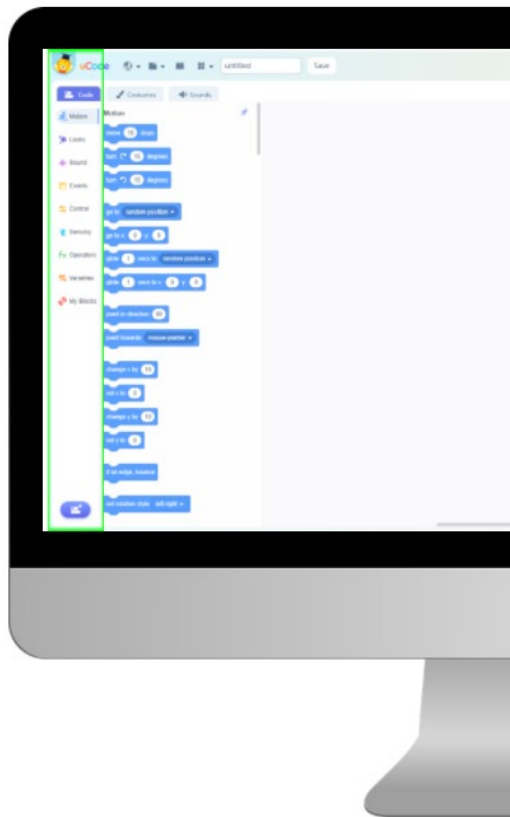 uCode
untitled
Save
Code
Costumes
Sounds
Motion
Looks
Sound
Events
Control
Sensing
Operators
Variables
My Blocks
Motion
move 10 steps
turn 15 degrees
turn 15 degrees
go to random position
go to x 0 y 0
glide 1 secs to random position
glide 1 secs to x 0 y 0
point in direction 90
point towards mouse-pointer
change x by 10
set x to 0
change y by 10
set y to 0
if on edge, bounce
set rotation style left-right